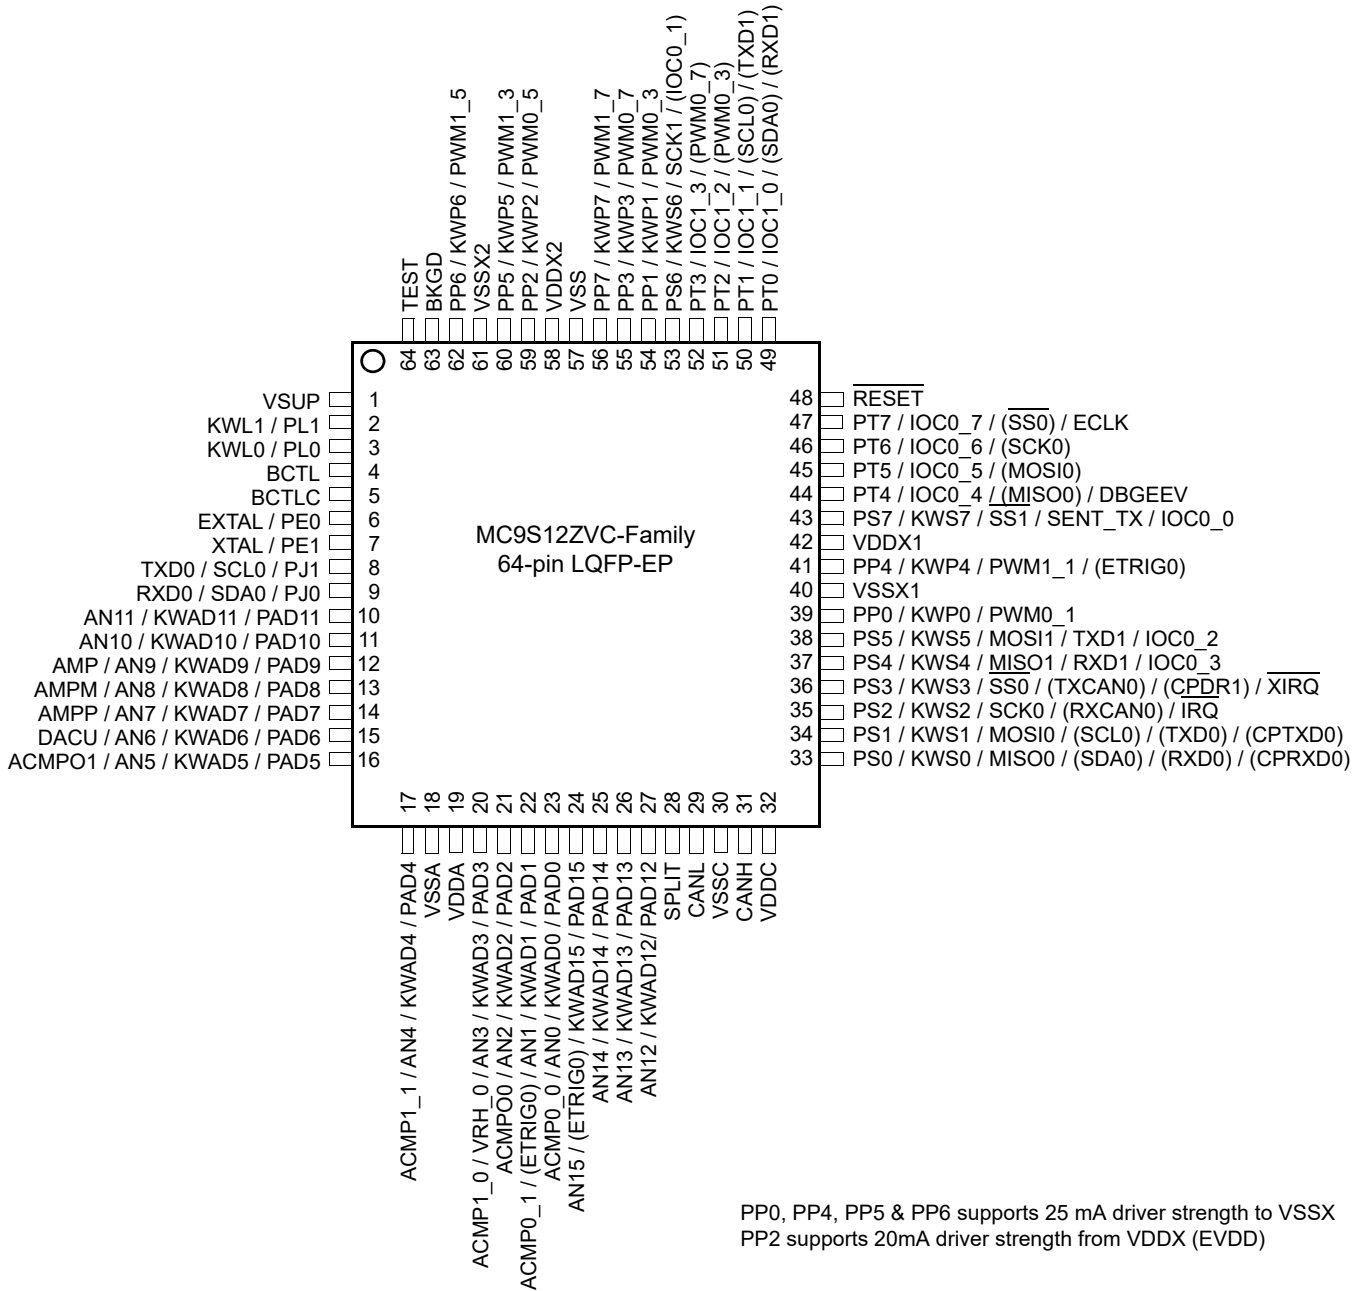 TEST
BKGD
PP6 / KWP6 / PWM1_5
VSSX2
PP5 / KWP5 / PWM1_3
PP2 / KWP2 / PWM0_5
VDDX2
VSS
PP7 / KWP7 / PWM1_7
PP3 / KWP3 / PWM0_7
PP1 / KWP1 / PWM0_3
PS6 / KWS6 / SCK1 / (IOC0_1)
PT3 / IOC1_3 / (PWM0_7)
PT2 / IOC1_2 / (PWM0_3)
PT1 / IOC1_1 / (SCL0) / (TXD1)
PT0 / IOC1_0 / (SDA0) / (RXD1)
64
63
62
61
60
59
58
57
56
55
54
53
52
51
50
49
VSUP 1
KWL1 / PL1 2
KWL0 / PL0 3
BCTL 4
BCTLC 5
EXTAL / PE0 6
XTAL / PE1 7
TXD0 / SCL0 / PJ1 8
RXD0 / SDA0 / PJ0 9
AN11 / KWAD11 / PAD11 10
AN10 / KWAD10 / PAD10 11
AMP / AN9 / KWAD9 / PAD9 12
AMPM / AN8 / KWAD8 / PAD8 13
AMPP / AN7 / KWAD7 / PAD7 14
DACU / AN6 / KWAD6 / PAD6 15
ACMPO1 / AN5 / KWAD5 / PAD5 16
MC9S12ZVC-Family
64-pin LQFP-EP
48 RESET
47 PT7 / IOC0_7 / (SS0) / ECLK
46 PT6 / IOC0_6 / (SCK0)
45 PT5 / IOC0_5 / (MOSI0)
44 PT4 / IOC0_4 / (MISO0) / DBGEEV
43 PS7 / KWS7 / SS1 / SENT_TX / IOC0_0
42 VDDX1
41 PP4 / KWP4 / PWM1_1 / (ETRIG0)
40 VSSX1
39 PP0 / KWP0 / PWM0_1
38 PS5 / KWS5 / MOSI1 / TXD1 / IOC0_2
37 PS4 / KWS4 / MISO1 / RXD1 / IOC0_3
36 PS3 / KWS3 / SS0 / (TXCAN0) / (CPDR1) / XIRQ
35 PS2 / KWS2 / SCK0 / (RXCAN0) / IRQ
34 PS1 / KWS1 / MOSI0 / (SCL0) / (TXD0) / (CPTXD0)
33 PS0 / KWS0 / MISO0 / (SDA0) / (RXD0) / (CPRXD0)
17
18
19
20
21
22
23
24
25
26
27
28
29
30
31
32
ACMP1_1 / AN4 / KWAD4 / PAD4
VSSA
VDDA
ACMP1_0 / VRH_0 / AN3 / KWAD3 / PAD3
ACMPO0 / AN2 / KWAD2 / PAD2
ACMP0_1 / (ETRIG0) / AN1 / KWAD1 / PAD1
ACMP0_0 / AN0 / KWAD0 / PAD0
AN15 / (ETRIG0) / KWAD15 / PAD15
AN14 / KWAD14 / PAD14
AN13 / KWAD13 / PAD13
AN12 / KWAD12/ PAD12
SPLIT
CANL
VSSC
CANH
VDDC
PP0, PP4, PP5 & PP6 supports 25 mA driver strength to VSSX
PP2 supports 20mA driver strength from VDDX (EVDD)